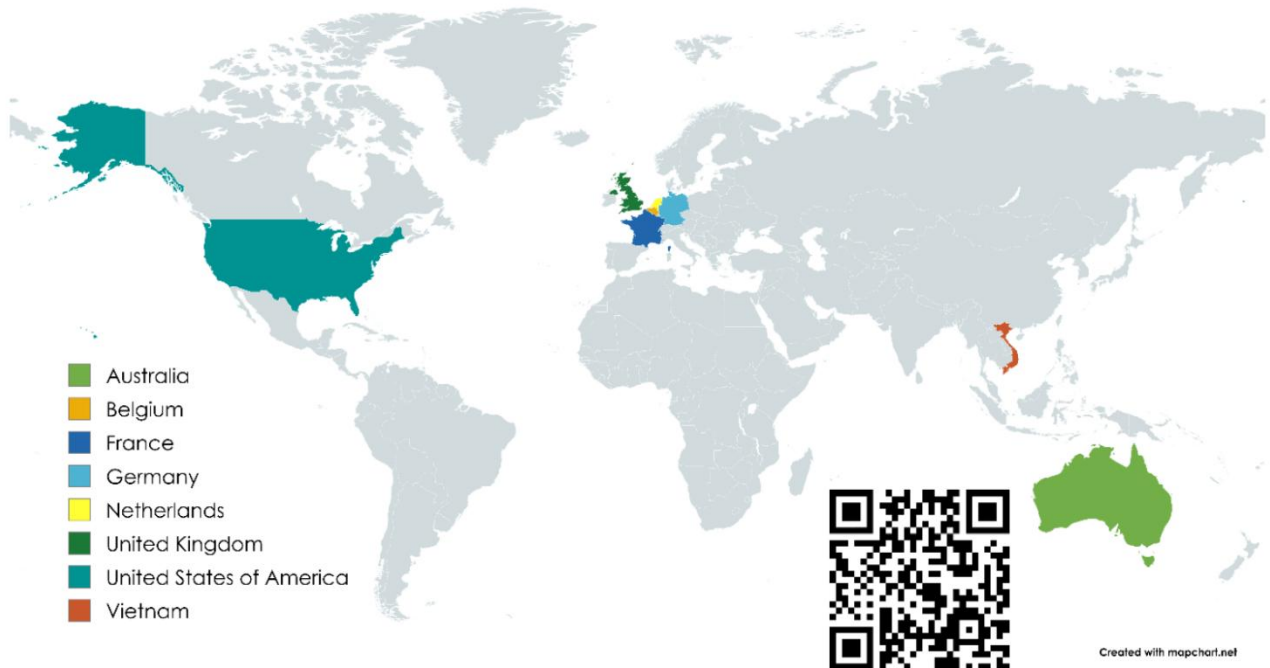 Australia
Belgium
France
Germany
Netherlands
United Kingdom
United States of America
Vietnam
Created with mapchart.net